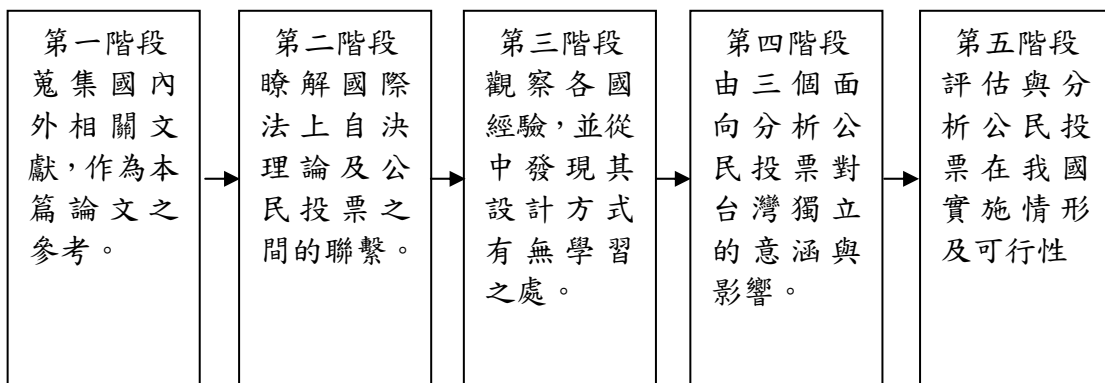 第一階段
蒐集國內
外相關文
獻，作為本
篇論文之
參考。
第二階段
瞭解國際
法上自決
理論及公
民投票之
間的聯繫。
第三階段
觀察各國
經驗，並從
中發現其
設計方式
有無學習
之處。
第四階段
由三個面
向分析公
民投票對
台灣獨立
的意涵與
影響。
第五階段
評估與分
析公民投
票在我國
實施情形
及可行性